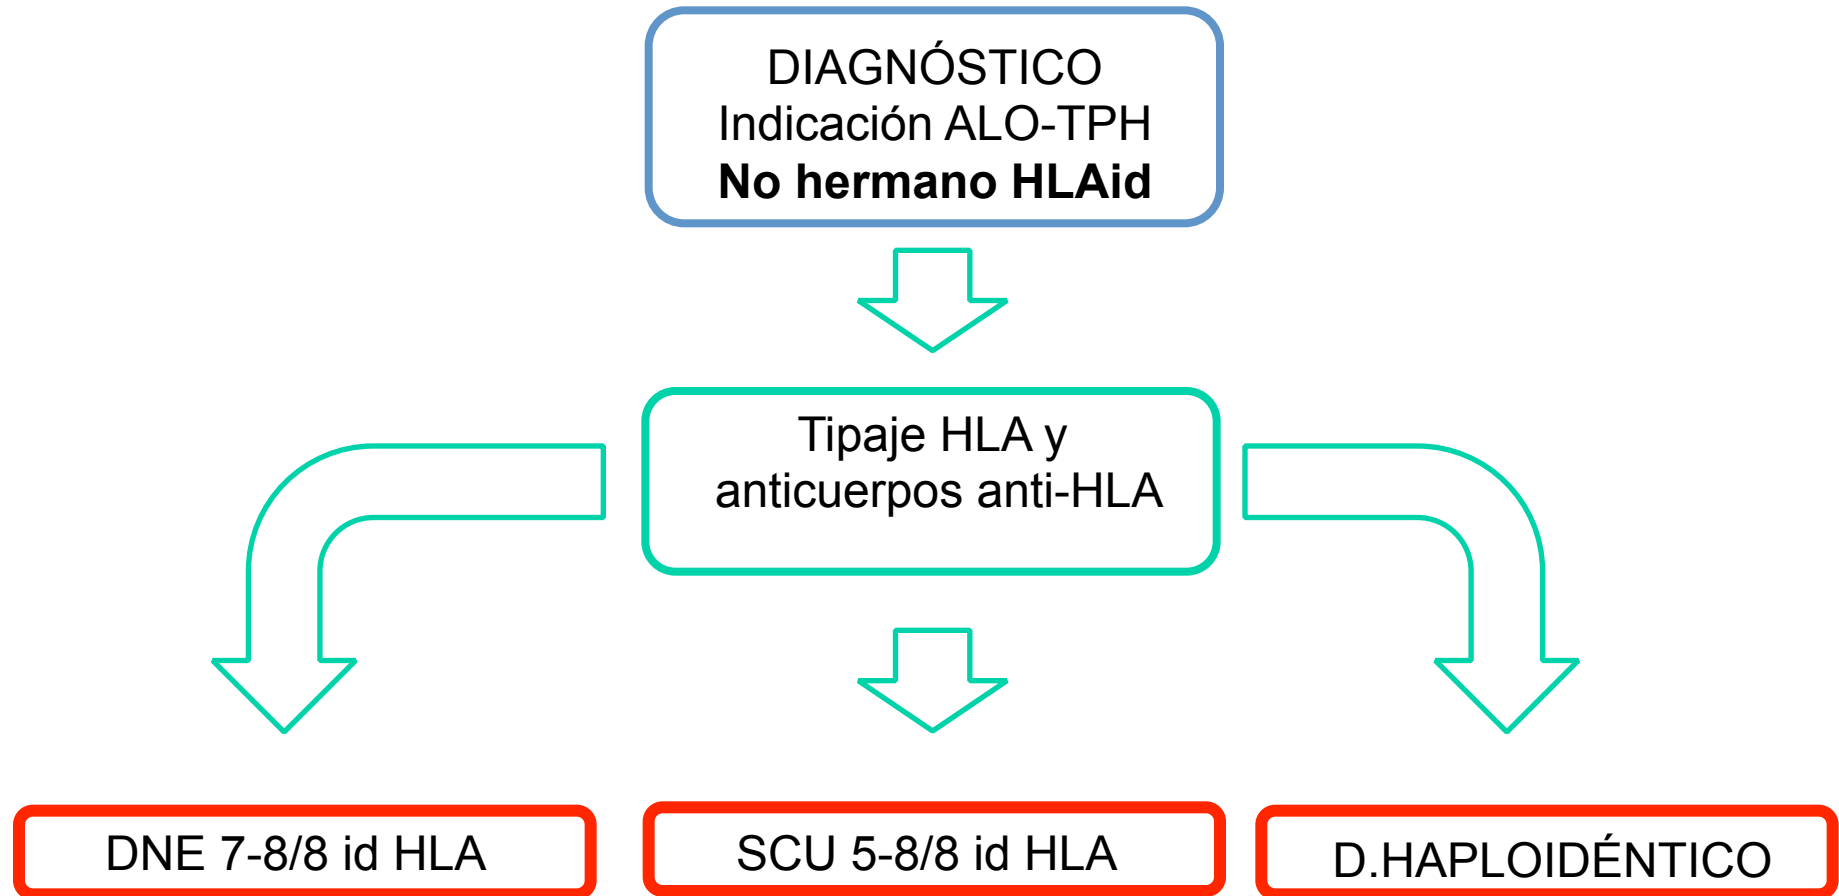 DIAGNÓSTICO
Indicación ALO-TPH
No hermano HLAid
Tipaje HLA y
anticuerpos anti-HLA
DNE 7-8/8 id HLA
SCU 5-8/8 id HLA
D.HAPLOIDÉNTICO